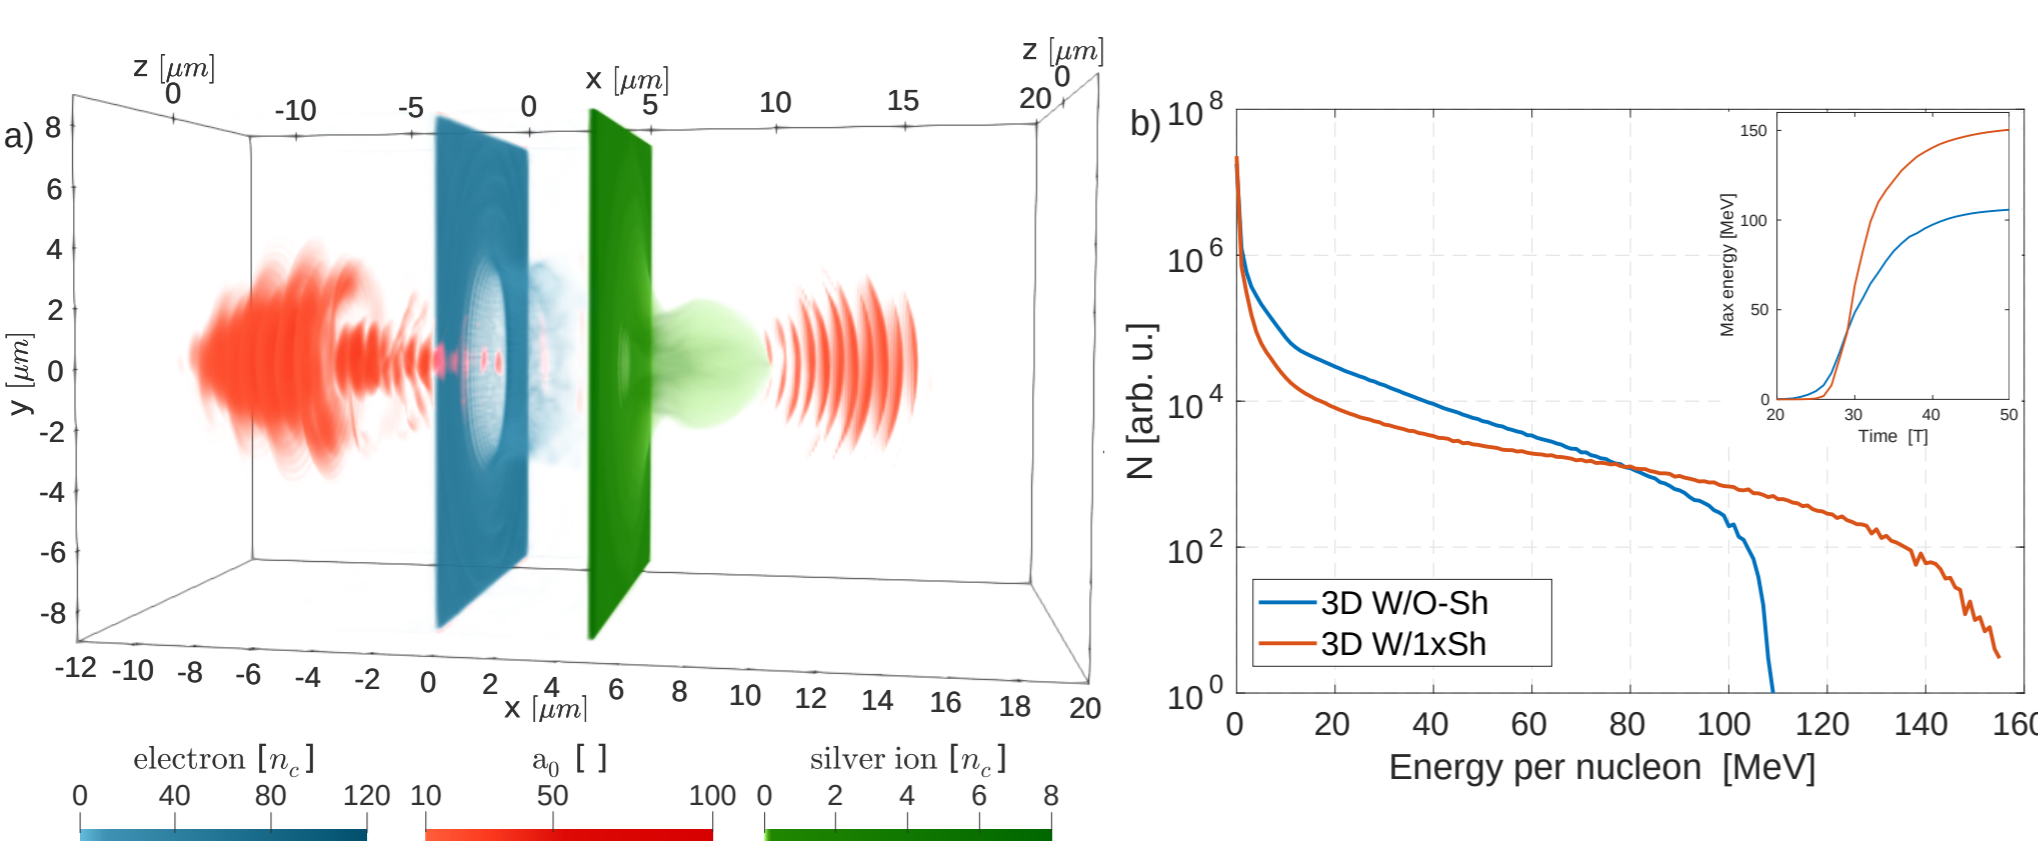 a)
z [μm]
0
-10 -5 0 5 10 15 20
x [μm]
z [μm]
0
8
6
4
2
0
-2
-4
-6
-8
y [μm]
-12 -10 -8 -6 -4 -2 0 2 4 6 8 10 12 14 16 18 20
x [μm]
electron [n_c]
0 40 80 120
a_0 [ ]
10 50 100
silver ion [n_c]
0 2 4 6 8
b)
10^8
10^6
10^4
10^2
10^0
N [arb. u.]
0 20 40 60 80 100 120 140 160
Energy per nucleon [MeV]
3D W/O-Sh
3D W/1xSh
150
100
50
0
Max energy [MeV]
20 30 40 50
Time [T]